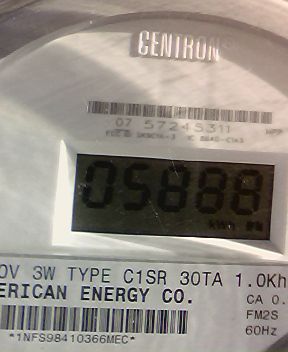 CENTRON
07 57245311
05888
0V 3W TYPE C1SR 30TA 1.0Kh
ERICAN ENERGY CO.
CA 0.
FM2S
60Hz
*1NFS98410366MEC*